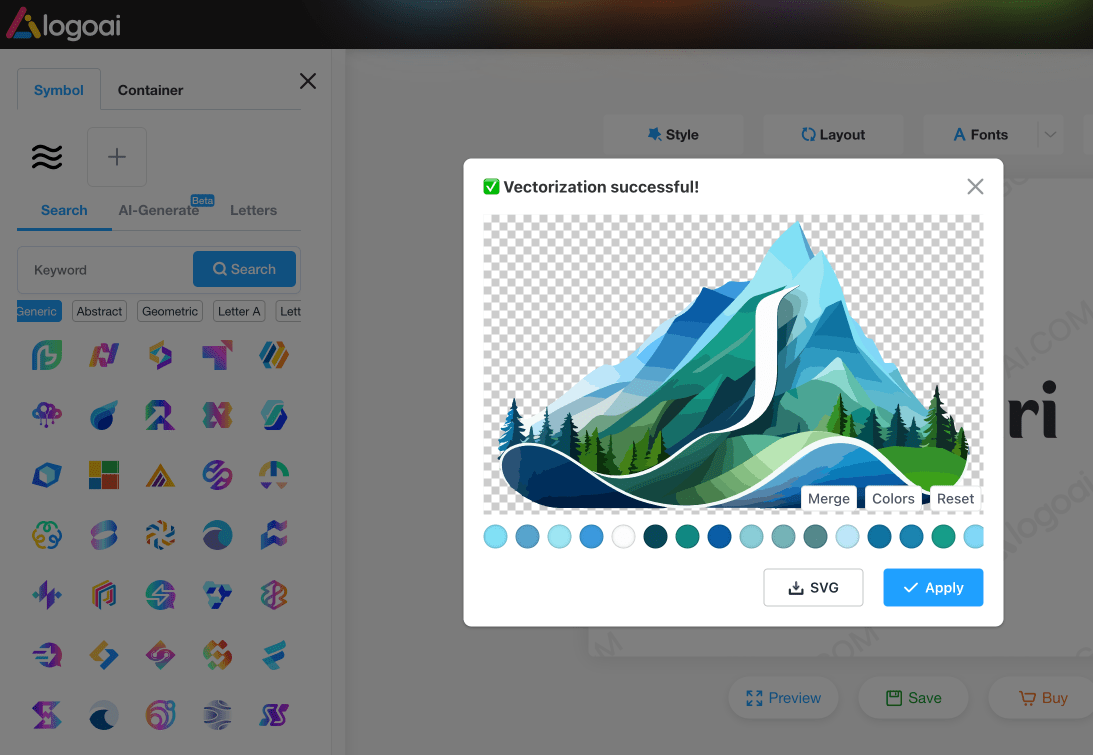 logoai
Symbol
Container
Style
Layout
Fonts
Beta
Search
AI-Generate
Letters
Keyword
Search
Generic
Abstract
Geometric
Letter A
Lett
✅ Vectorization successful!
Merge
Colors
Reset
SVG
Apply
ri
Preview
Save
Buy